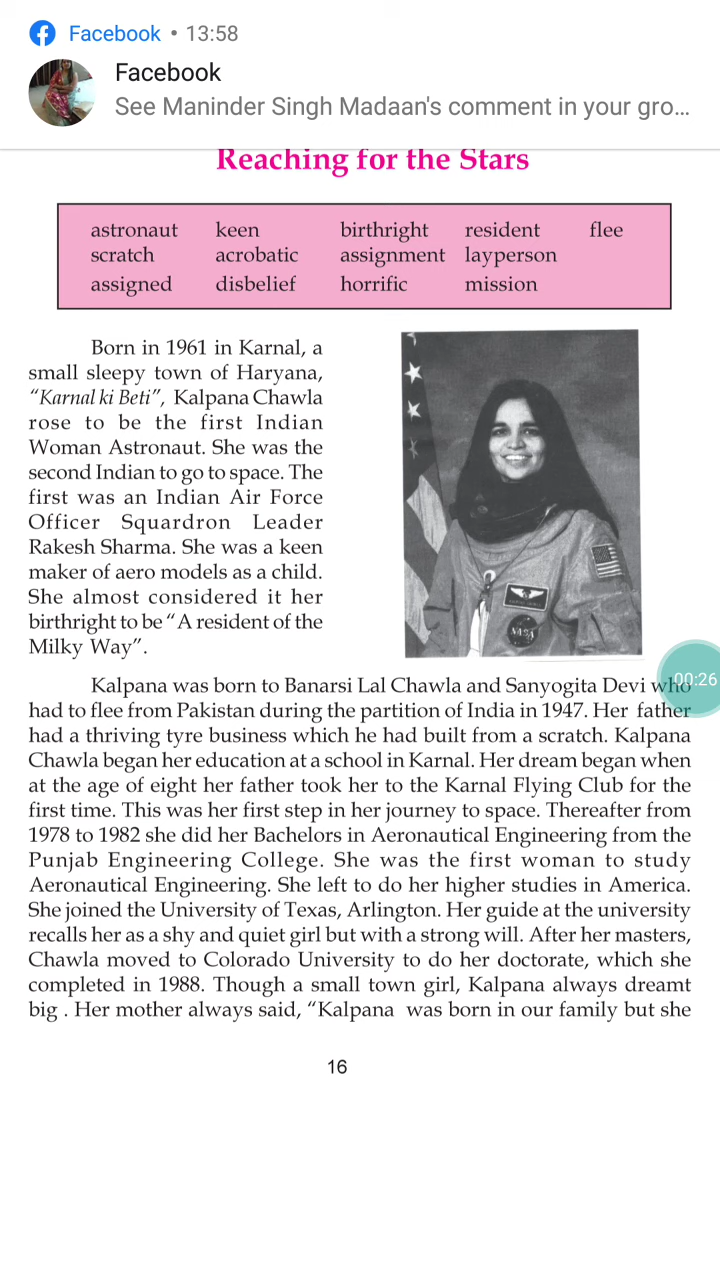 Facebook • 13:58
Facebook
See Maninder Singh Madaan's comment in your gro...
Reaching for the Stars
astronaut keen birthright resident flee
scratch acrobatic assignment layperson
assigned disbelief horrific mission
Born in 1961 in Karnal, a
small sleepy town of Haryana,
“Karnal ki Beti”, Kalpana Chawla
rose to be the first Indian
Woman Astronaut. She was the
second Indian to go to space. The
first was an Indian Air Force
Officer Squardron Leader
Rakesh Sharma. She was a keen
maker of aero models as a child.
She almost considered it her
birthright to be “A resident of the
Milky Way”.
NASA
Kalpana was born to Banarsi Lal Chawla and Sanyogita Devi who
00:26
had to flee from Pakistan during the partition of India in 1947. Her father
had a thriving tyre business which he had built from a scratch. Kalpana
Chawla began her education at a school in Karnal. Her dream began when
at the age of eight her father took her to the Karnal Flying Club for the
first time. This was her first step in her journey to space. Thereafter from
1978 to 1982 she did her Bachelors in Aeronautical Engineering from the
Punjab Engineering College. She was the first woman to study
Aeronautical Engineering. She left to do her higher studies in America.
She joined the University of Texas, Arlington. Her guide at the university
recalls her as a shy and quiet girl but with a strong will. After her masters,
Chawla moved to Colorado University to do her doctorate, which she
completed in 1988. Though a small town girl, Kalpana always dreamt
big . Her mother always said, “Kalpana was born in our family but she
16